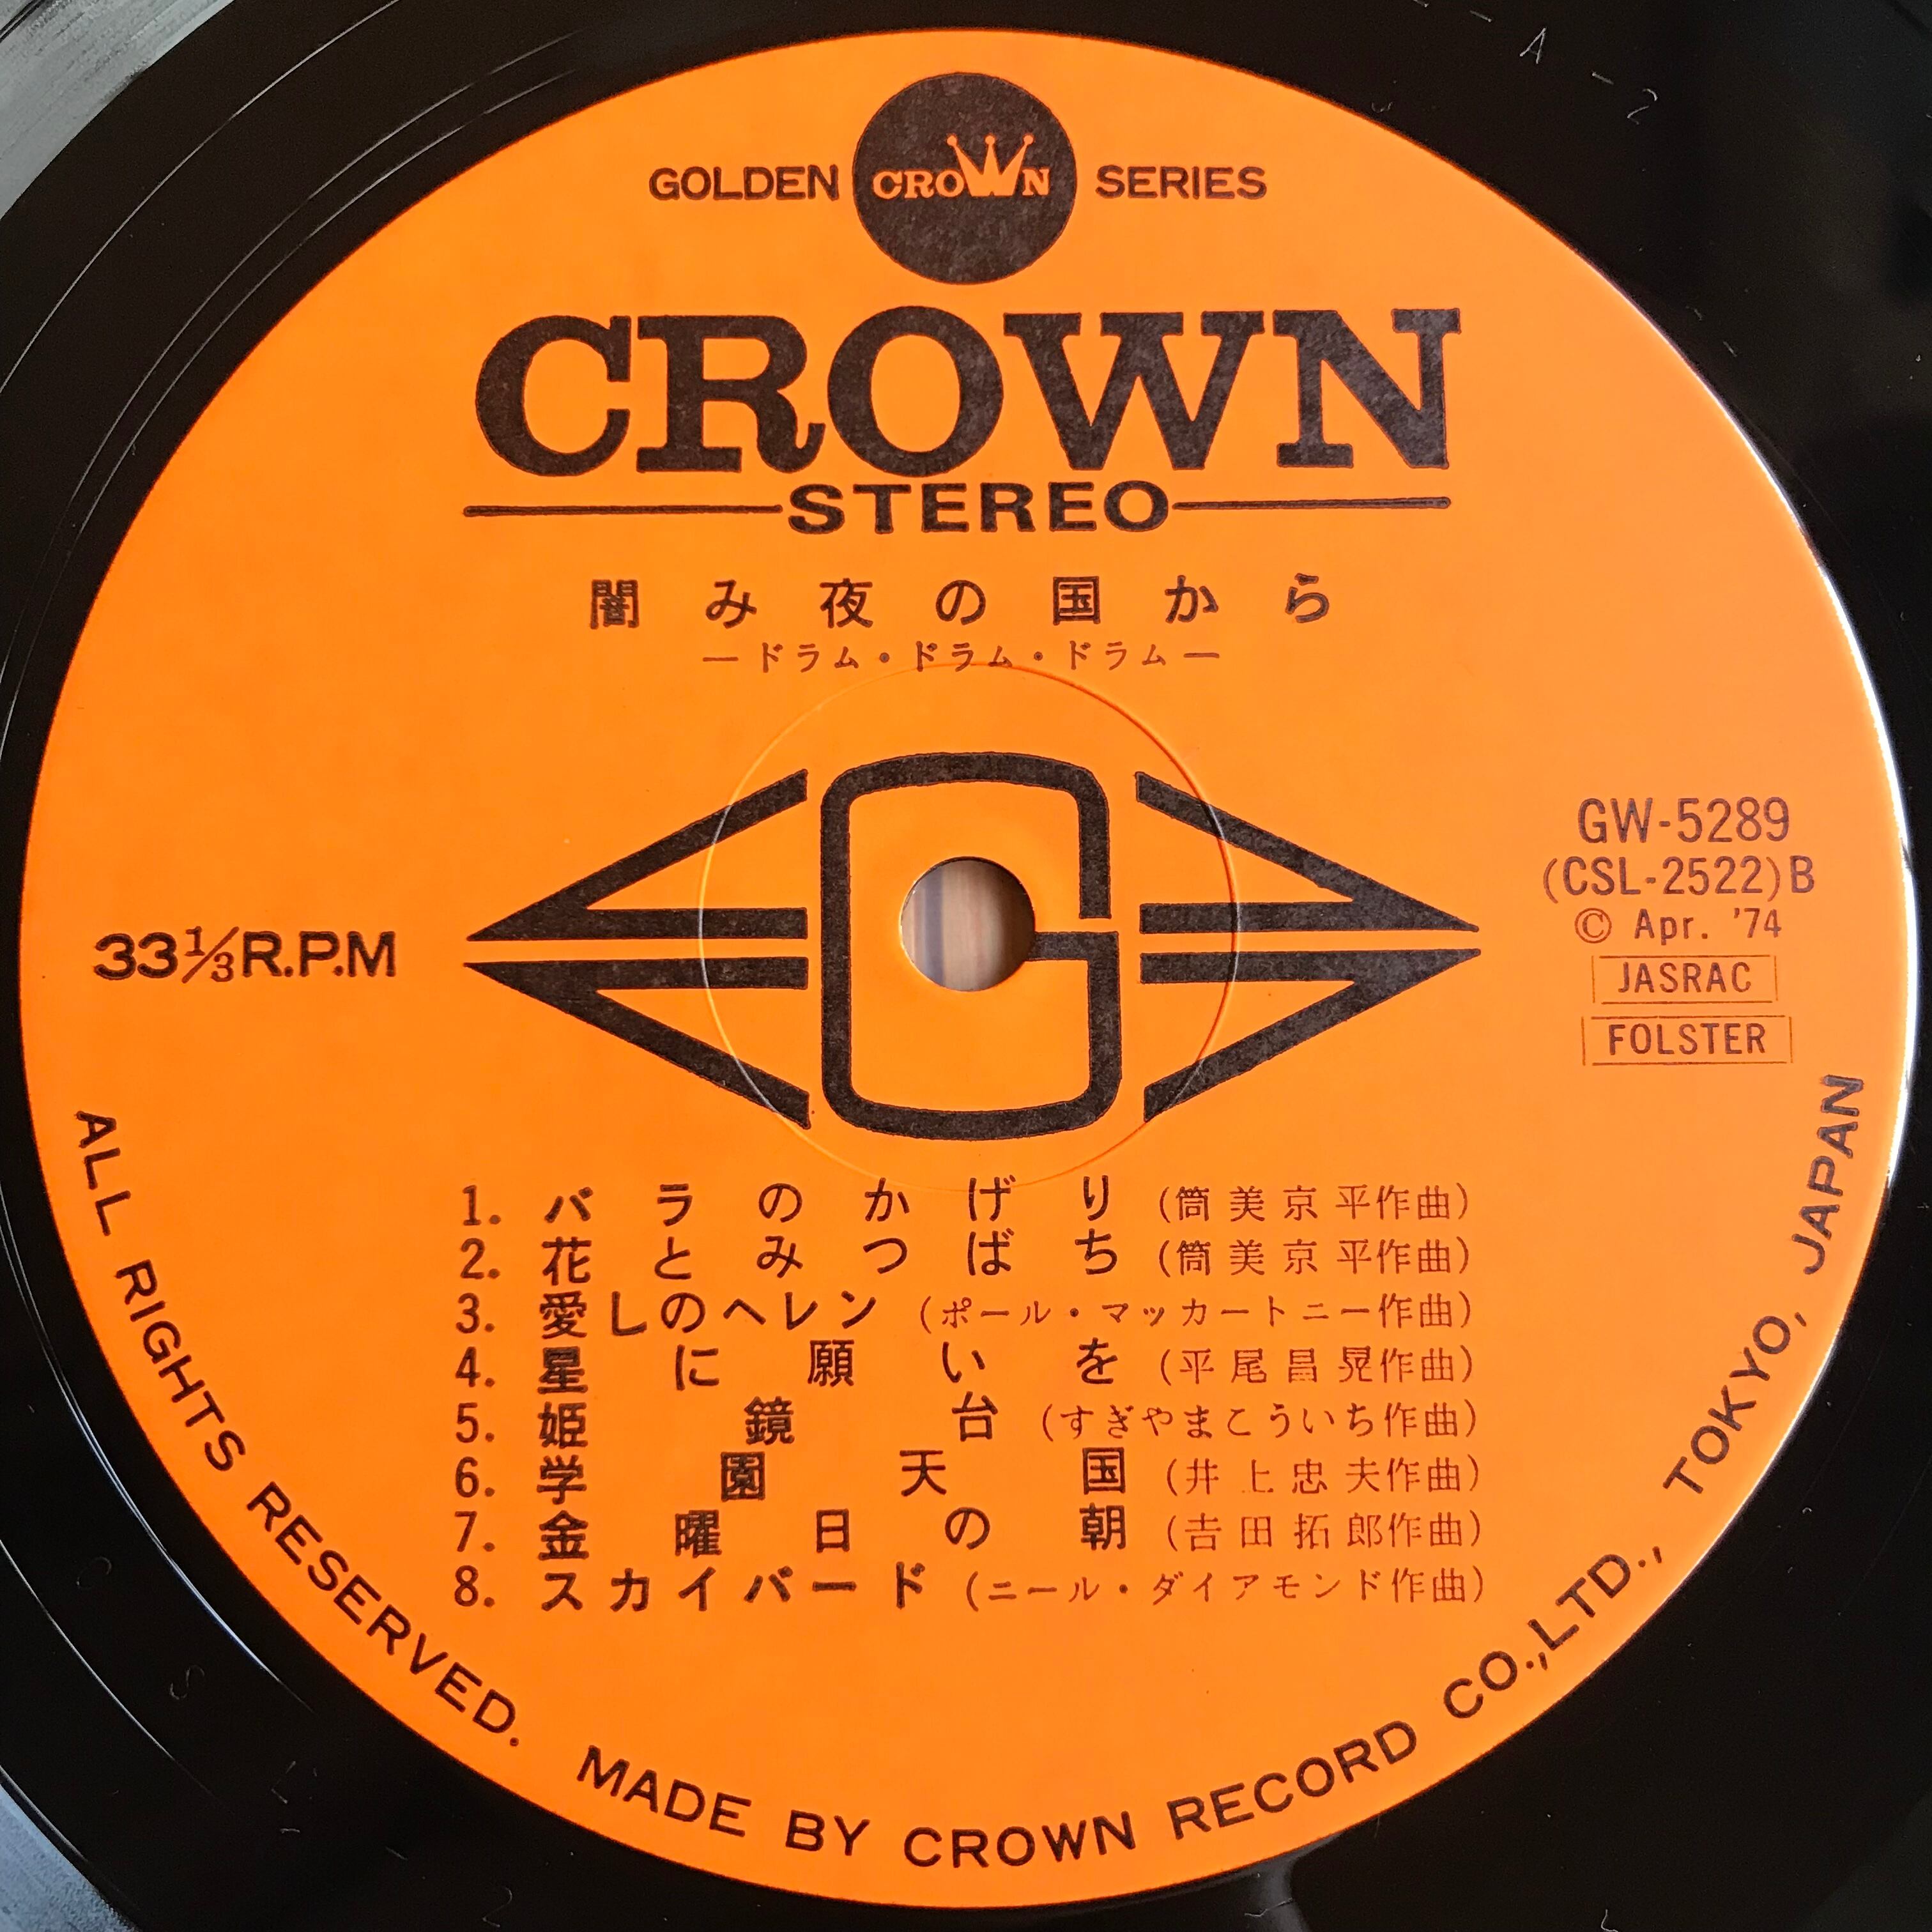 GOLDEN CROWN SERIES
CROWN
STEREO
闇み夜の国から
―ドラム・ドラム・ドラム―
33⅓R.P.M
GW-5289
(CSL-2522)B
© Apr. '74
JASRAC
FOLSTER
1. バラのかげり (筒美京平作曲)
2. 花とみつばち (筒美京平作曲)
3. 愛しのヘレン (ポール・マッカートニー作曲)
4. 星に願いを (平尾昌晃作曲)
5. 姫鏡台 (すぎやまこういち作曲)
6. 学園天国 (井上忠夫作曲)
7. 金曜日の朝 (吉田拓郎作曲)
8. スカイバード (ニール・ダイアモンド作曲)
ALL RIGHTS RESERVED. MADE BY CROWN RECORD CO.,LTD., TOKYO, JAPAN
A-2